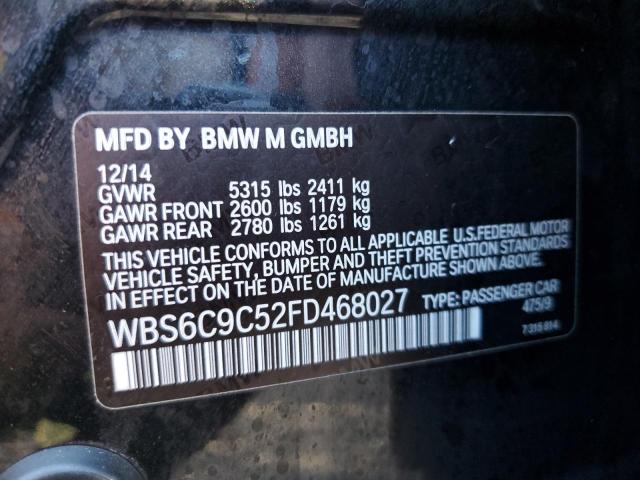 MFD BY BMW M GMBH
12/14
GVWR 5315 lbs 2411 kg
GAWR FRONT 2600 lbs 1179 kg
GAWR REAR 2780 lbs 1261 kg
THIS VEHICLE CONFORMS TO ALL APPLICABLE U.S.FEDERAL MOTOR
VEHICLE SAFETY, BUMPER AND THEFT PREVENTION STANDARDS
IN EFFECT ON THE DATE OF MANUFACTURE SHOWN ABOVE.
WBS6C9C52FD468027 TYPE: PASSENGER CAR
475/9
7 315 814